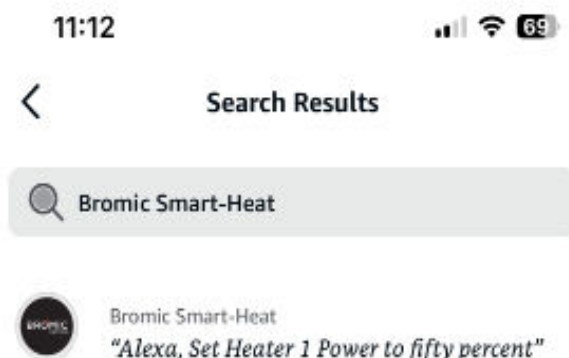 11:12
69
Search Results
Bromic Smart-Heat
BROMIC
Bromic Smart-Heat
"Alexa, Set Heater 1 Power to fifty percent"